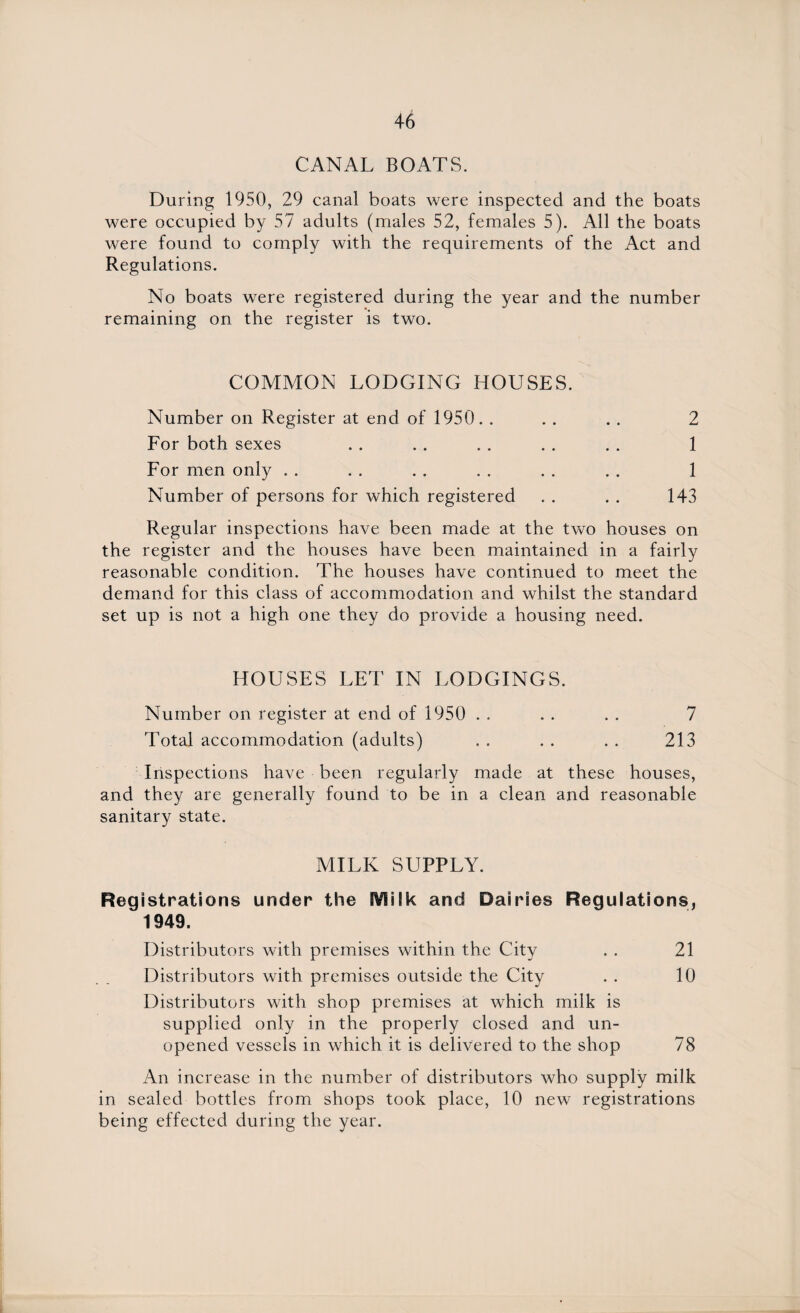 46
CANAL BOATS.
During 1950, 29 canal boats were inspected and the boats
were occupied by 57 adults (males 52, females 5). All the boats
were found to comply with the requirements of the Act and
Regulations.
No boats were registered during the year and the number
remaining on the register is two.
COMMON LODGING HOUSES.
Number on Register at end of 1950. . . . . . 2
For both sexes . . . . . . . . . . 1
For men only . . . . . . . . . . . . 1
Number of persons for which registered . . . . 143
Regular inspections have been made at the two houses on
the register and the houses have been maintained in a fairly
reasonable condition. The houses have continued to meet the
demand for this class of accommodation and whilst the standard
set up is not a high one they do provide a housing need.
HOUSES LET IN LODGINGS.
Number on register at end of 1950 . . . . . . 7
Total accommodation (adults) . . . . . . 213
Inspections have been regularly made at these houses,
and they are generally found to be in a clean and reasonable
sanitary state.
MILK SUPPLY.
Registrations under the Milk and Dairies Regulations,
1949.
Distributors with premises within the City . . 21
Distributors with premises outside the City . . 10
Distributors with shop premises at which milk is
supplied only in the properly closed and un-
opened vessels in which it is delivered to the shop 78
An increase in the number of distributors who supply milk
in sealed bottles from shops took place, 10 new registrations
being effected during the year.